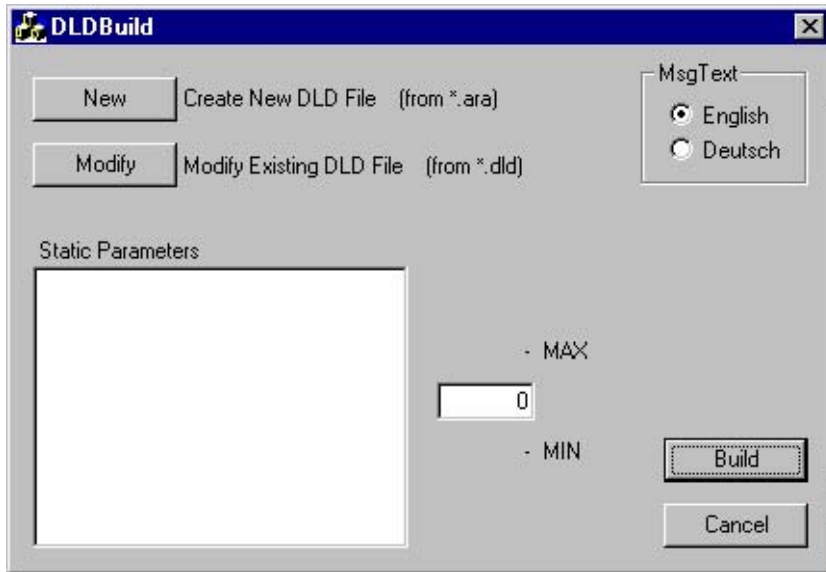 DLDBuild
MsgText
New Create New DLD File (from *.ara)
English
Modify Modify Existing DLD File (from *.dld)
Deutsch
Static Parameters
- MAX
0
- MIN
Build
Cancel